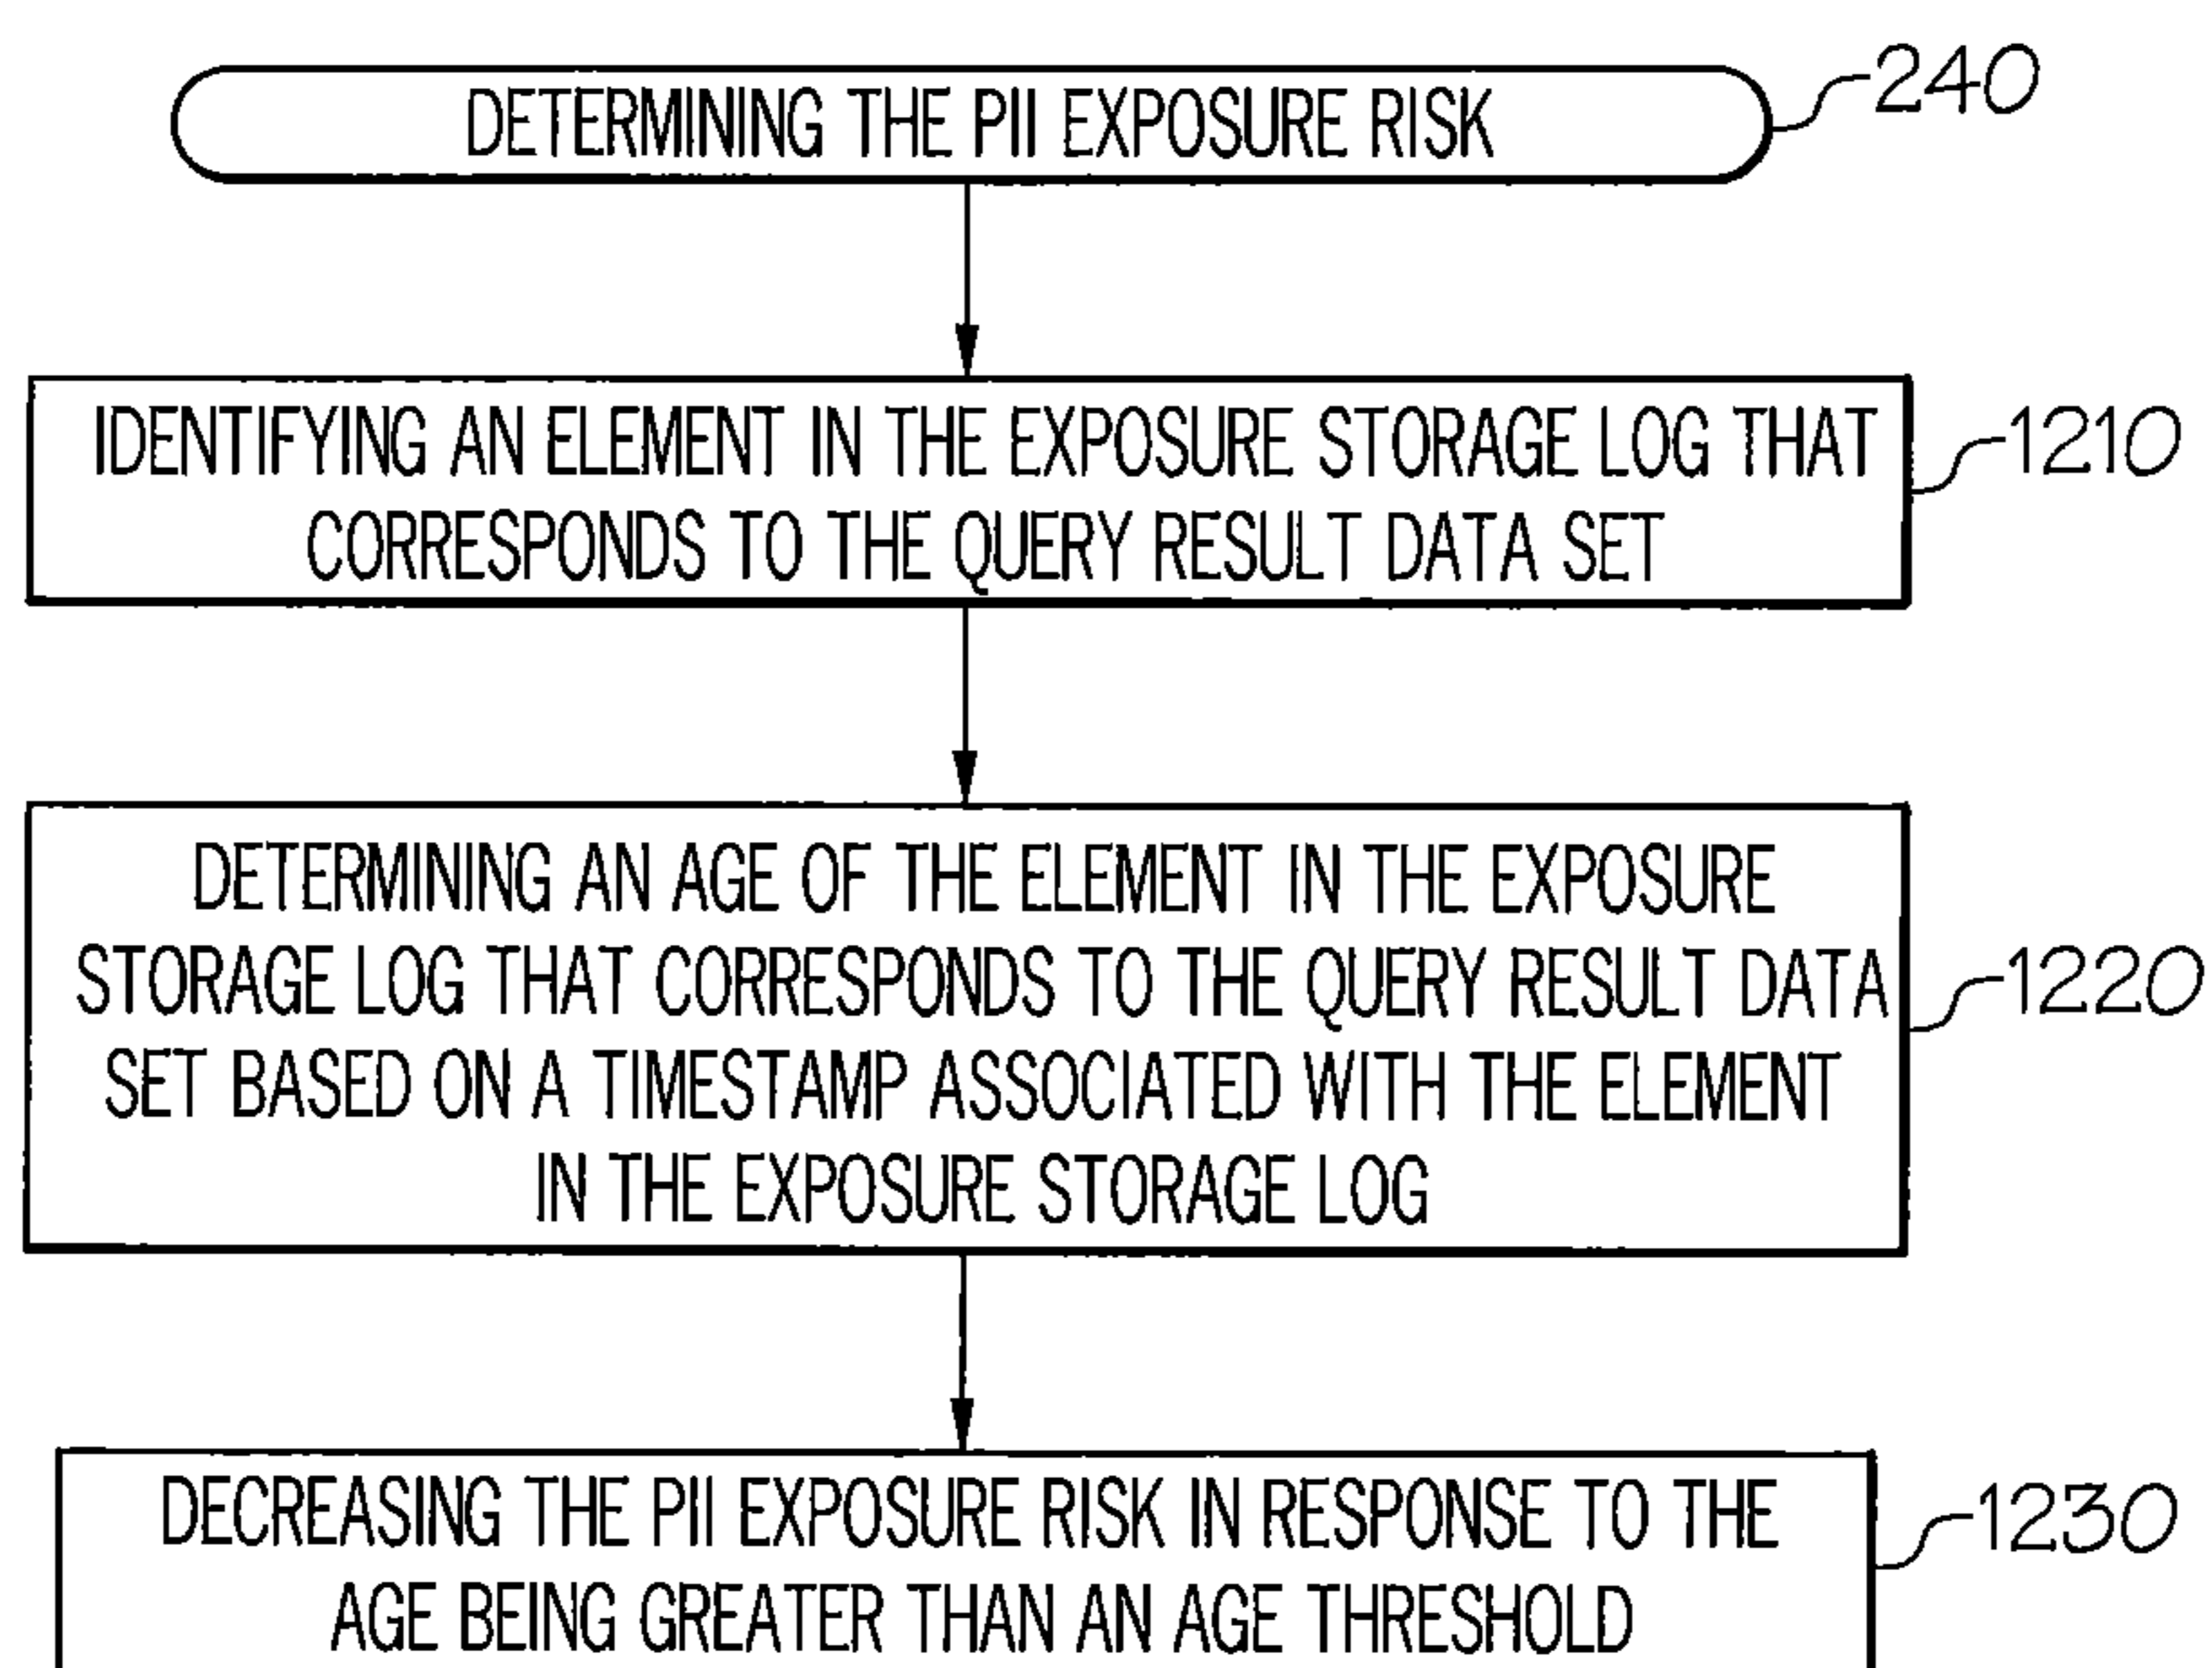 DETERMINING THE PII EXPOSURE RISK
240
IDENTIFYING AN ELEMENT IN THE EXPOSURE STORAGE LOG THAT
CORRESPONDS TO THE QUERY RESULT DATA SET
1210
DETERMINING AN AGE OF THE ELEMENT IN THE EXPOSURE
STORAGE LOG THAT CORRESPONDS TO THE QUERY RESULT DATA
SET BASED ON A TIMESTAMP ASSOCIATED WITH THE ELEMENT
IN THE EXPOSURE STORAGE LOG
1220
DECREASING THE PII EXPOSURE RISK IN RESPONSE TO THE
AGE BEING GREATER THAN AN AGE THRESHOLD
1230